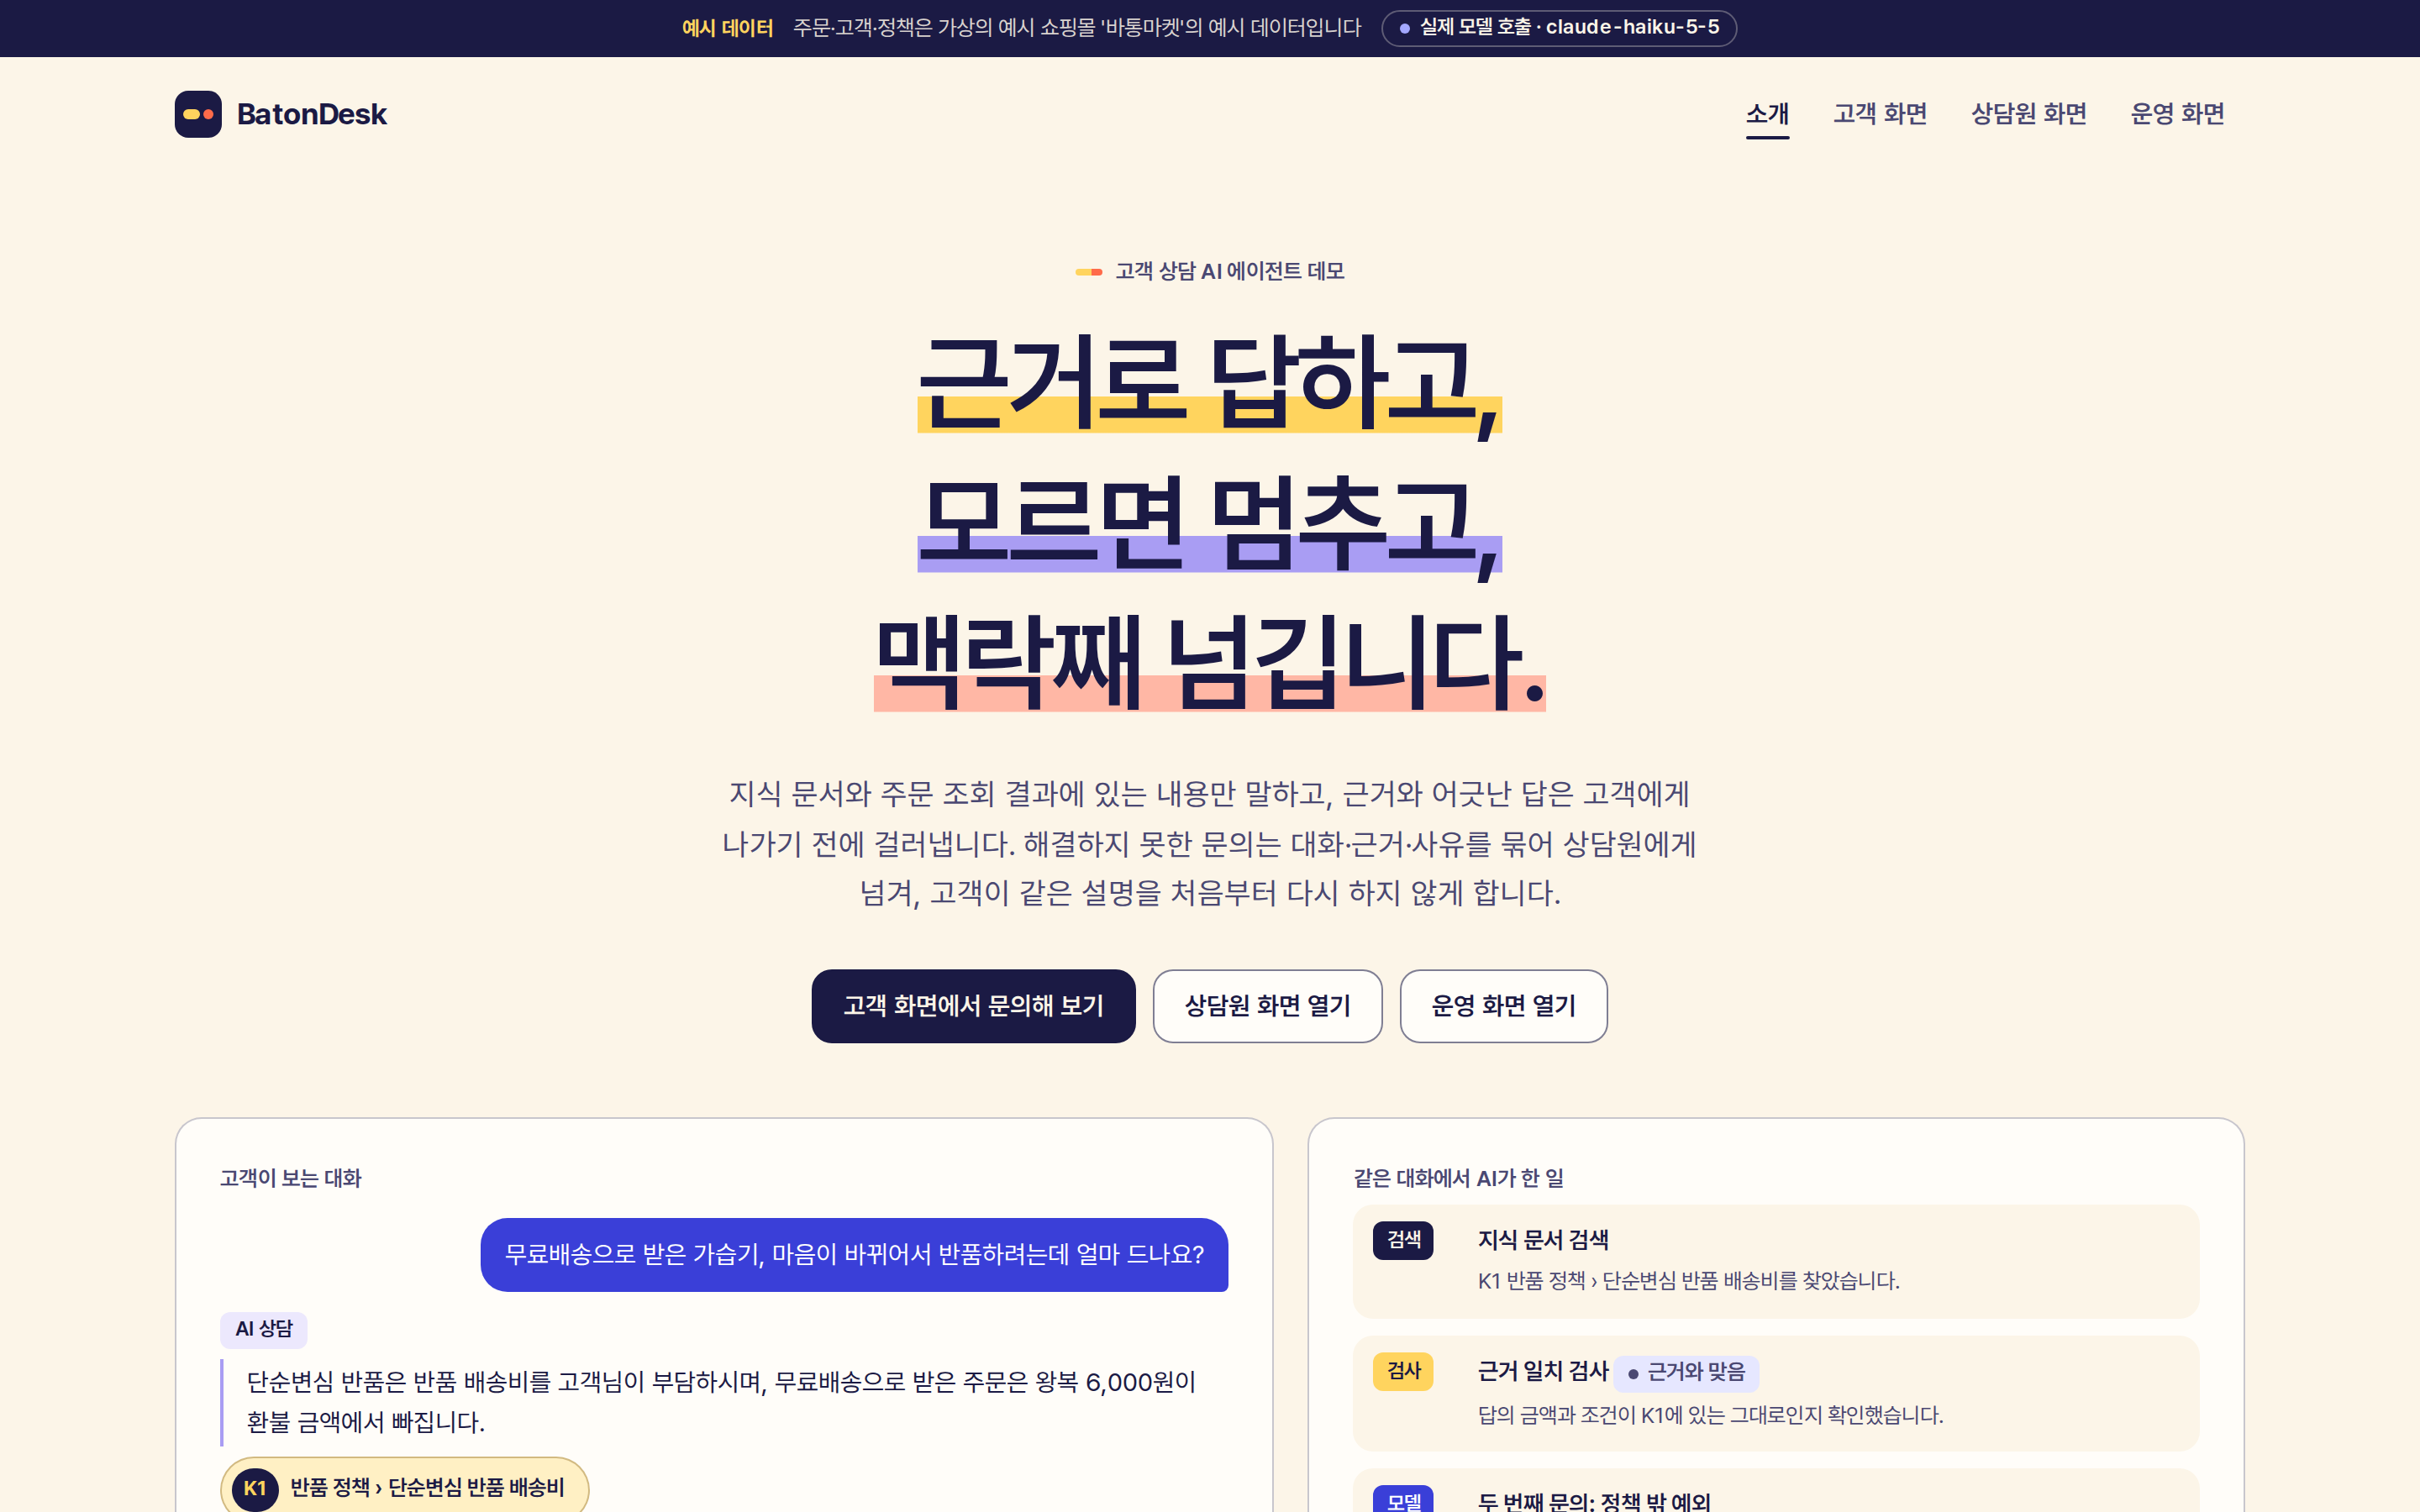 예시 데이터 주문·고객·정책은 가상의 예시 쇼핑몰 '바통마켓'의 예시 데이터입니다 실제 모델 호출 · claude-haiku-5-5
BatonDesk
소개 고객 화면 상담원 화면 운영 화면
고객 상담 AI 에이전트 데모
근거로 답하고,
모르면 멈추고,
맥락째 넘깁니다.
지식 문서와 주문 조회 결과에 있는 내용만 말하고, 근거와 어긋난 답은 고객에게
나가기 전에 걸러냅니다. 해결하지 못한 문의는 대화·근거·사유를 묶어 상담원에게
넘겨, 고객이 같은 설명을 처음부터 다시 하지 않게 합니다.
고객 화면에서 문의해 보기 상담원 화면 열기 운영 화면 열기
고객이 보는 대화
무료배송으로 받은 가습기, 마음이 바뀌어서 반품하려는데 얼마 드나요?
AI 상담
단순변심 반품은 반품 배송비를 고객님이 부담하시며, 무료배송으로 받은 주문은 왕복 6,000원이
환불 금액에서 빠집니다.
K1 반품 정책 › 단순변심 반품 배송비
같은 대화에서 AI가 한 일
검색 지식 문서 검색
K1 반품 정책 › 단순변심 반품 배송비를 찾았습니다.
검사 근거 일치 검사 근거와 맞음
답의 금액과 조건이 K1에 있는 그대로인지 확인했습니다.
모델 두 번째 문의: 정책 밖 예외